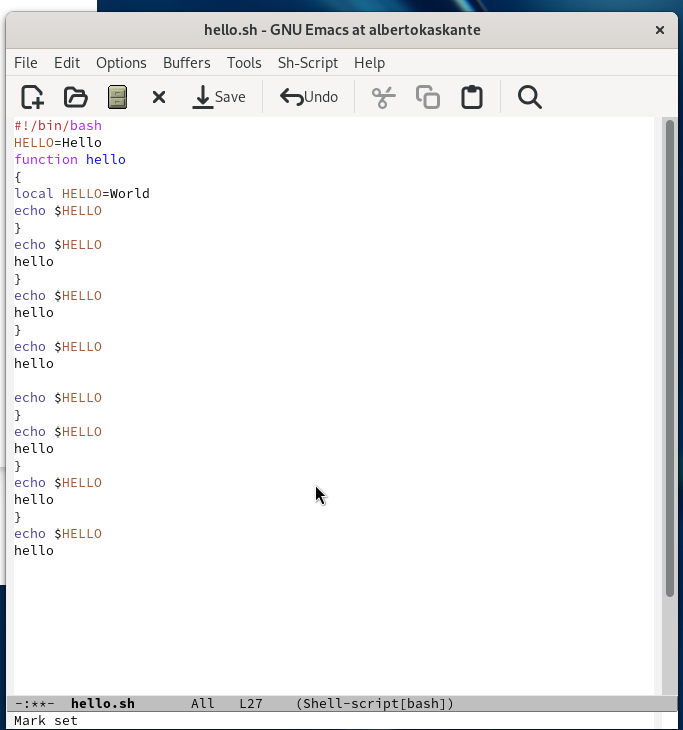 hello.sh - GNU Emacs at albertokaskante
File Edit Options Buffers Tools Sh-Script Help
Save Undo
#!/bin/bash
HELLO=Hello
function hello
{
local HELLO=World
echo $HELLO
}
echo $HELLO
hello
}
echo $HELLO
hello
}
echo $HELLO
hello

echo $HELLO
}
echo $HELLO
hello
}
echo $HELLO
hello
}
echo $HELLO
hello
-:**- hello.sh All L27 (Shell-script[bash])
Mark set